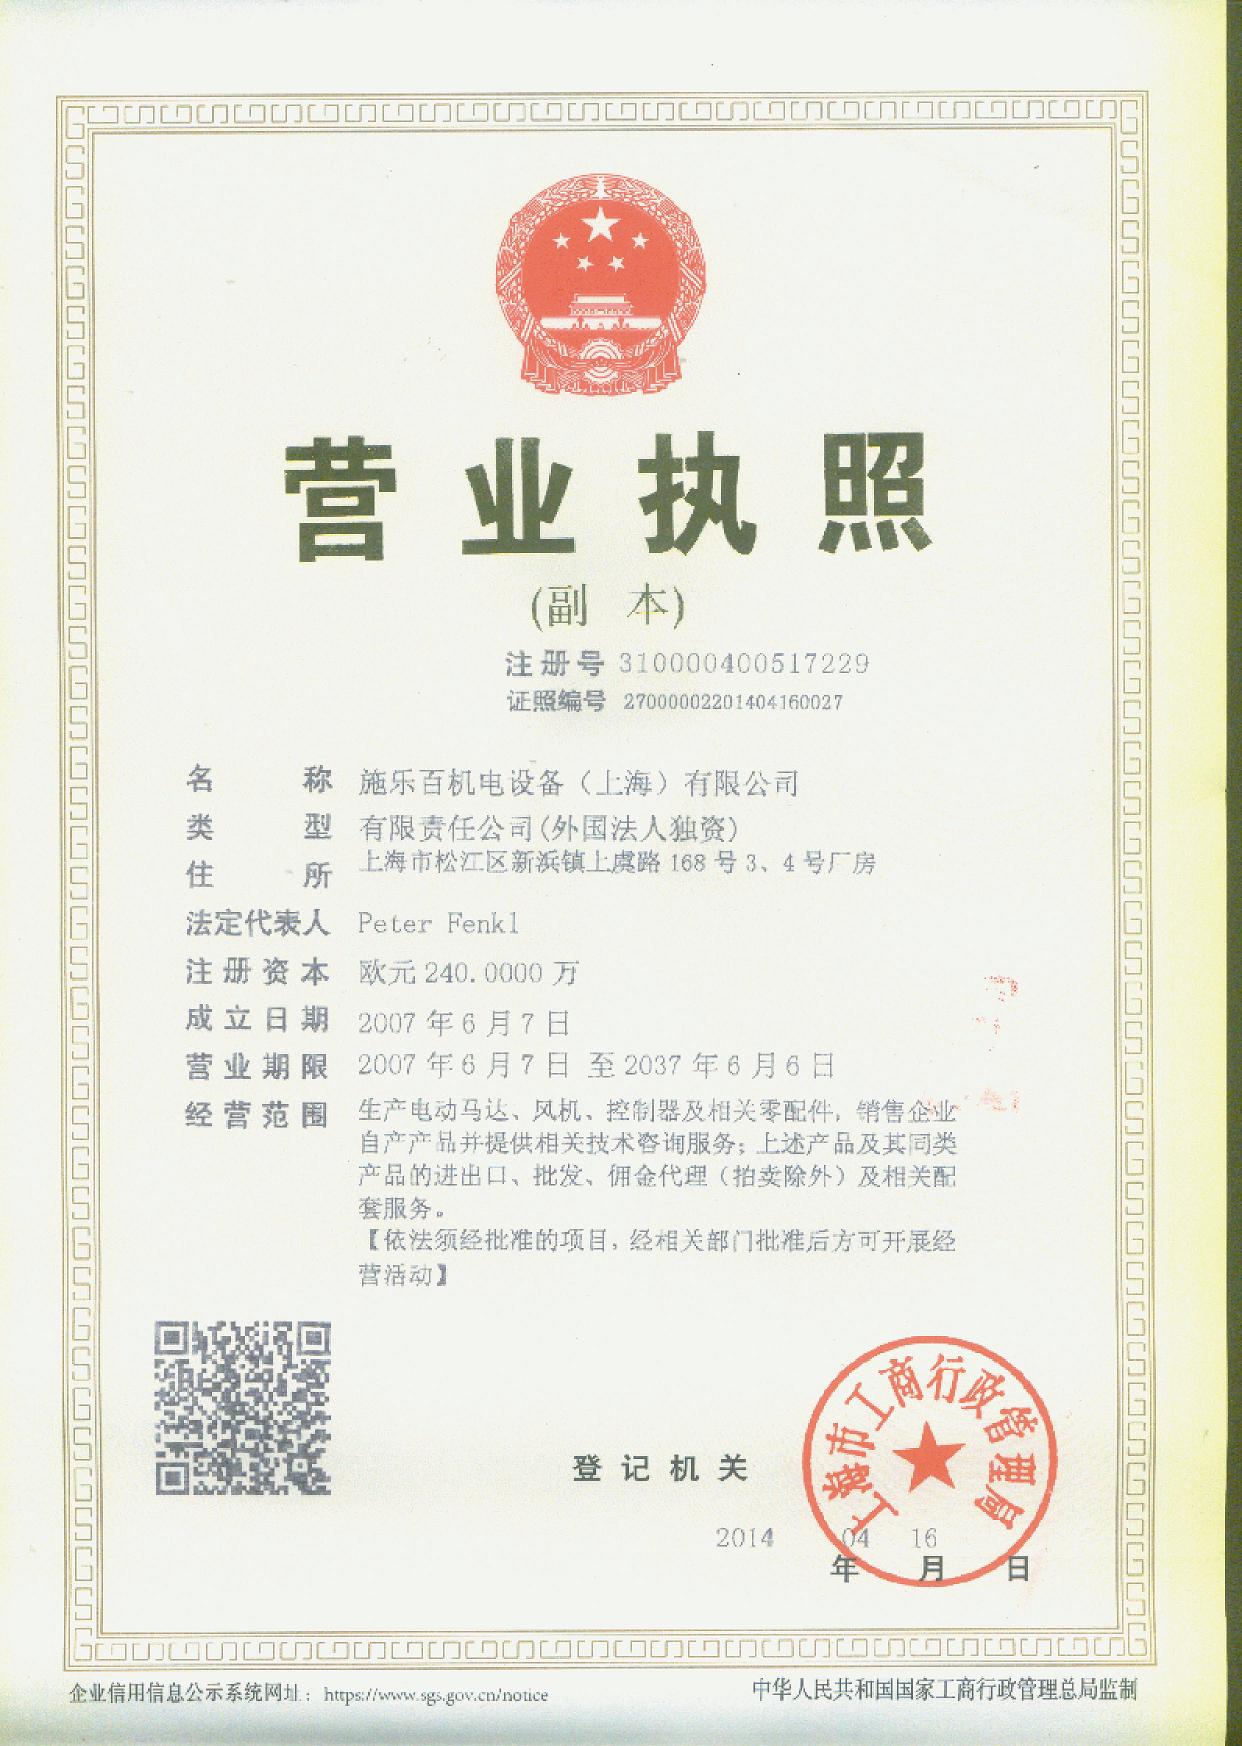 营业执照
(副 本)
注册号 310000400517229
证照编号 27000002201404160027
名 称 施乐百机电设备（上海）有限公司
类 型 有限责任公司(外国法人独资)
住 所 上海市松江区新浜镇上虞路168号3、4号厂房
法定代表人 Peter Fenkl
注册资本 欧元240.0000万
成立日期 2007年6月7日
营业期限 2007年6月7日 至2037年6月6日
经营范围 生产电动马达、风机、控制器及相关零配件，销售企业
自产产品并提供相关技术咨询服务；上述产品及其同类
产品的进出口、批发、佣金代理（拍卖除外）及相关配
套服务。
【依法须经批准的项目，经相关部门批准后方可开展经
营活动】
上海市工商行政管理局
登记机关
2014 04 16
年 月 日
企业信用信息公示系统网址：https://www.sgs.gov.cn/notice
中华人民共和国国家工商行政管理总局监制